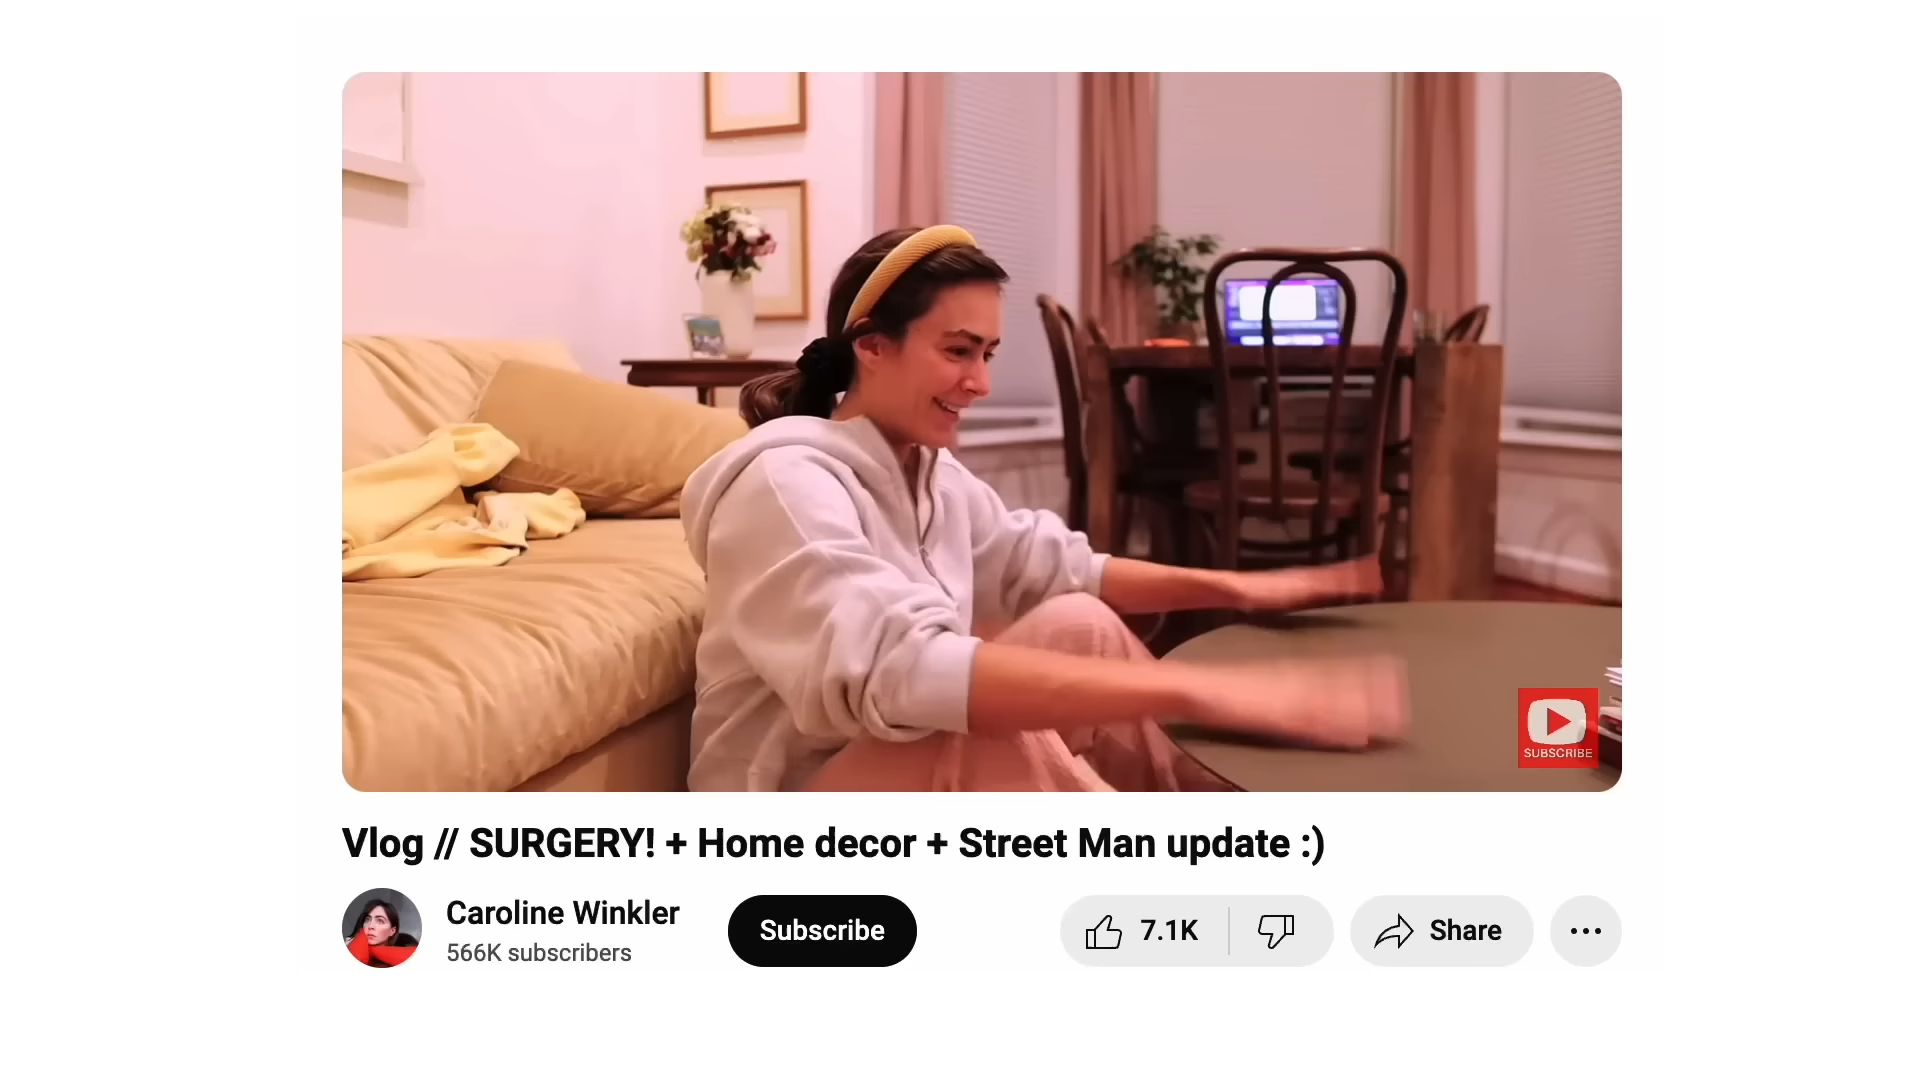 SUBSCRIBE
Vlog // SURGERY! + Home decor + Street Man update :)
Caroline Winkler
566K subscribers
Subscribe
7.1K
Share